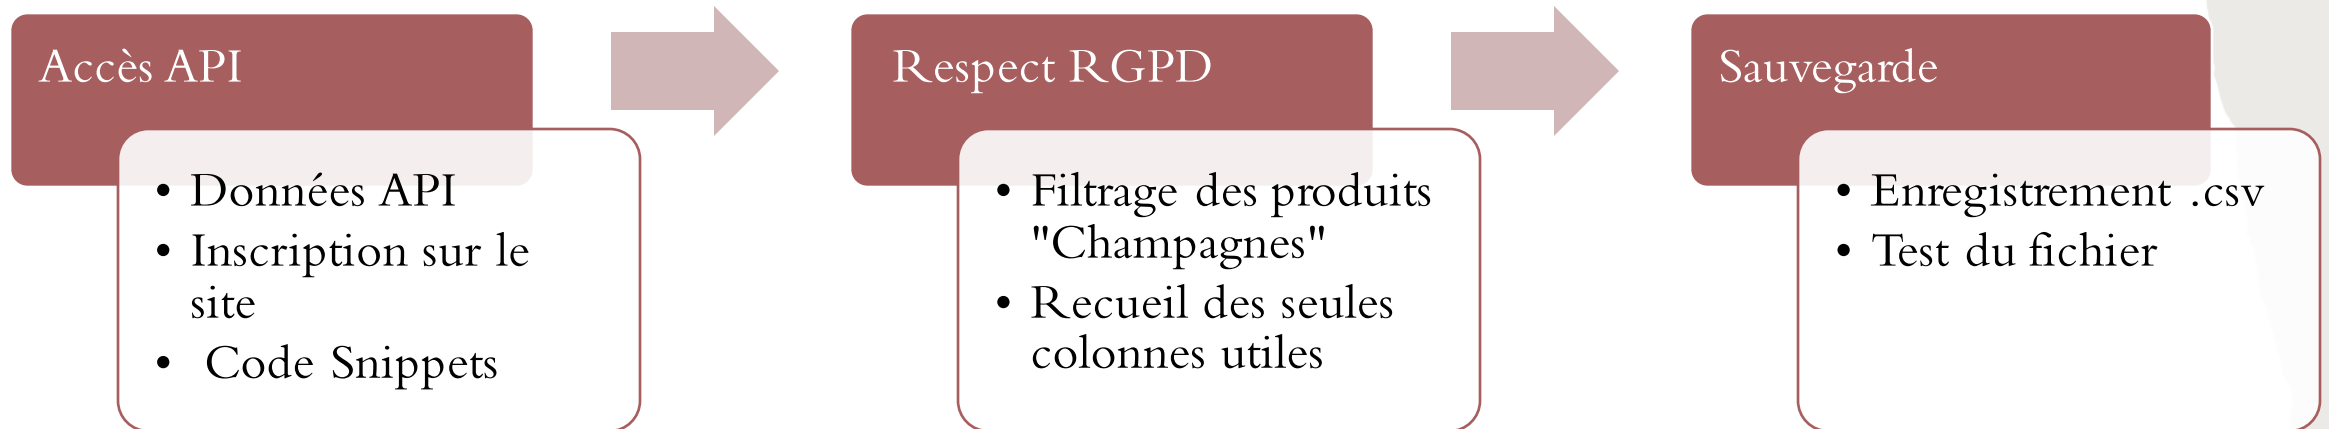 Accès API
• Données API
• Inscription sur le
site
• Code Snippets
Respect RGPD
• Filtrage des produits
"Champagnes"
• Recueil des seules
colonnes utiles
Sauvegarde
• Enregistrement .csv
• Test du fichier